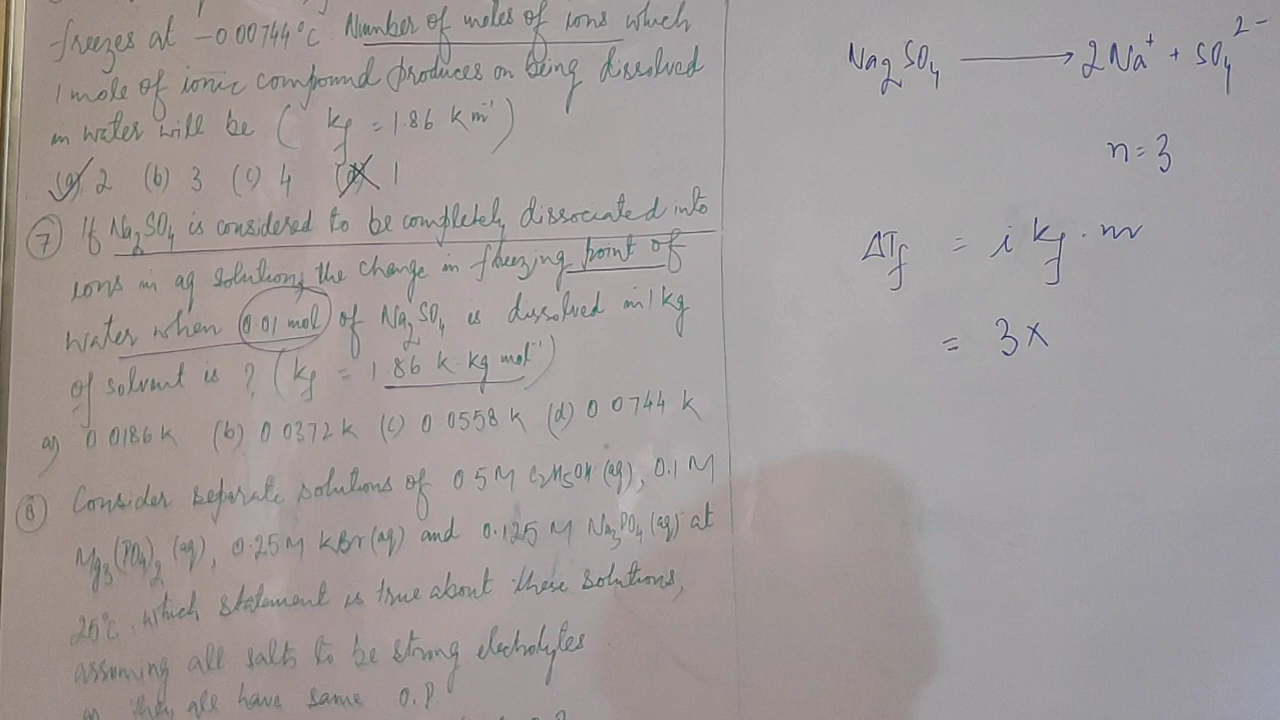 freezes at -0.00744°C. Number of moles of ions which
1 mole of ionic compound produces on being dissolved
in water will be ( kf = 1.86 K m⁻¹ )
(a) 2 (b) 3 (c) 4 (d) 1
⑦ If Na₂SO₄ is considered to be completely dissociated into
ions in aq solution, the change in freezing point of
water when 0.01 mol of Na₂SO₄ is dissolved in 1 kg
of solvent is ? ( kf = 1.86 K kg mol⁻¹ )
a) 0.0186 K (b) 0.0372 K (c) 0.0558 K (d) 0.0744 K
⑧ Consider separate solutions of 0.5 M C₂H₅OH (aq), 0.1 M
Mg₃(PO₄)₂ (aq), 0.25 M KBr (aq) and 0.125 M Na₃PO₄ (aq) at
25°C. which statement is true about these solutions,
assuming all salts to be strong electrolytes
a) they all have same O.P.
Na₂SO₄ ⟶ 2Na⁺ + SO₄²⁻
n = 3
ΔTf = i kf . m
= 3 ×